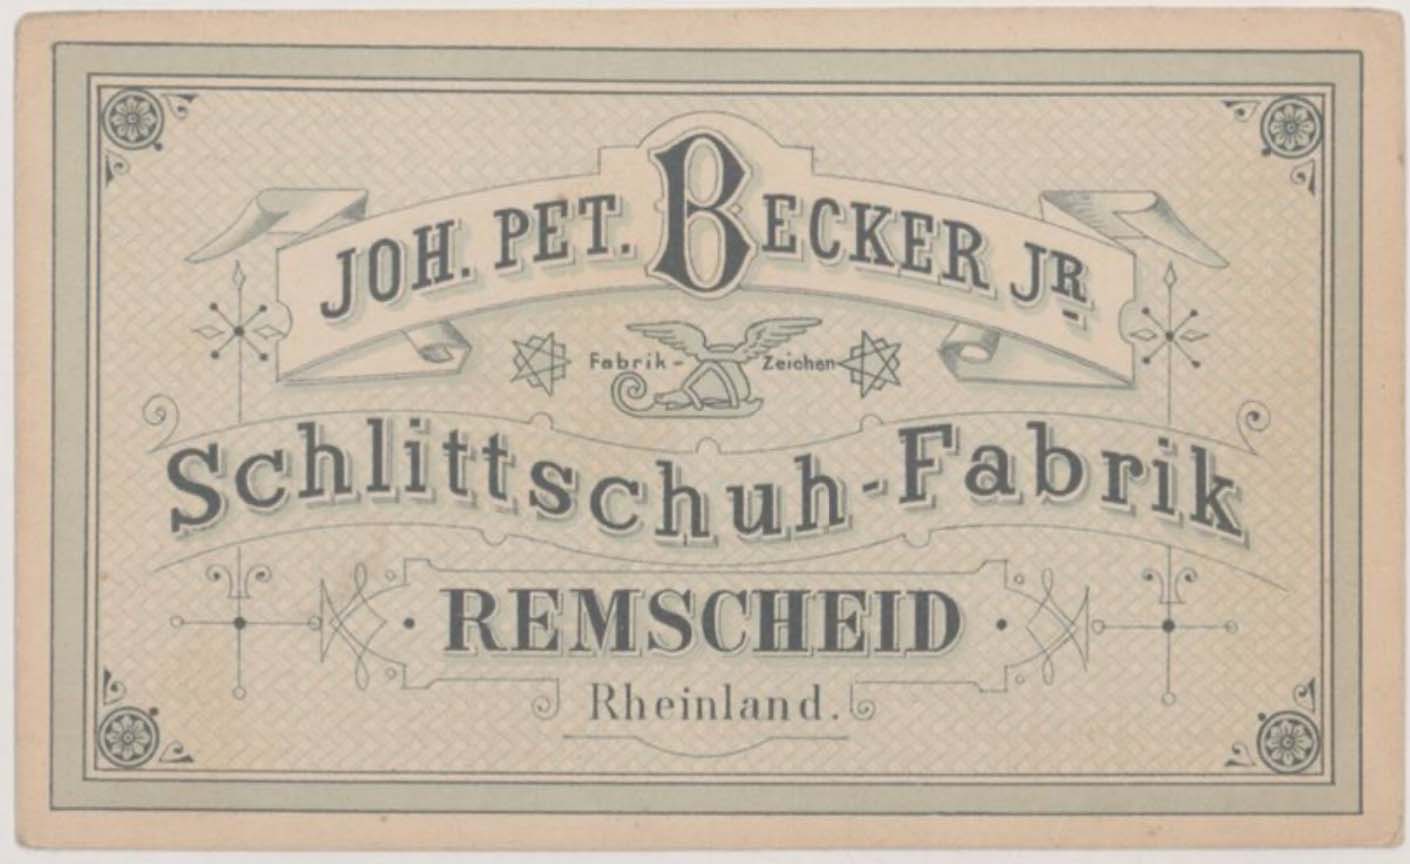 JOH. PET. BECKER JR.
Fabrik - Zeichen
Schlittschuh-Fabrik
REMSCHEID
Rheinland.